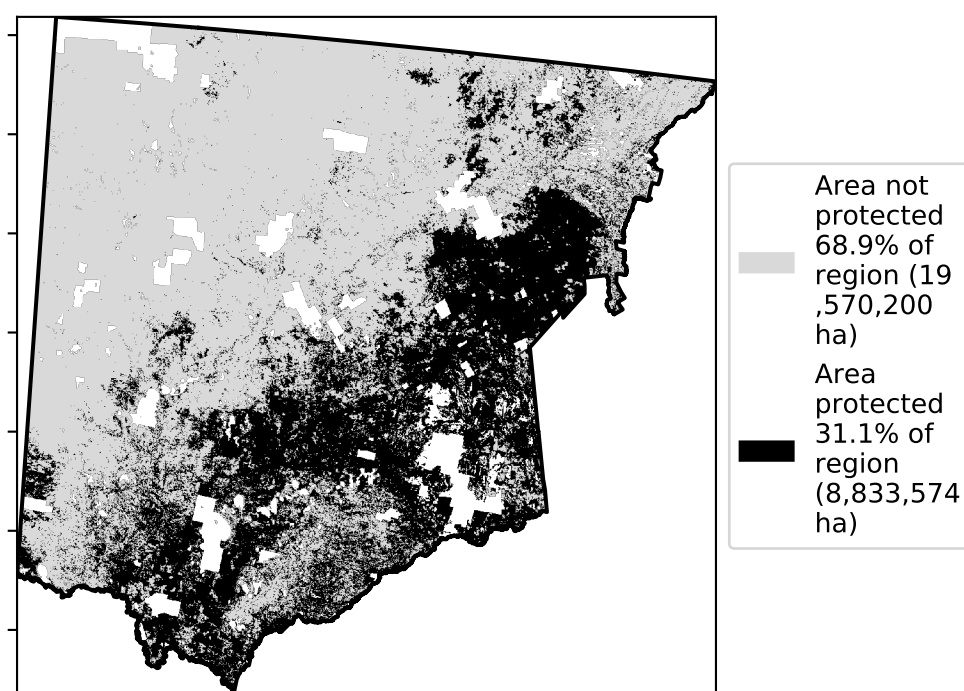 Area not
protected
68.9% of
region (19
,570,200
ha)
Area
protected
31.1% of
region
(8,833,574
ha)